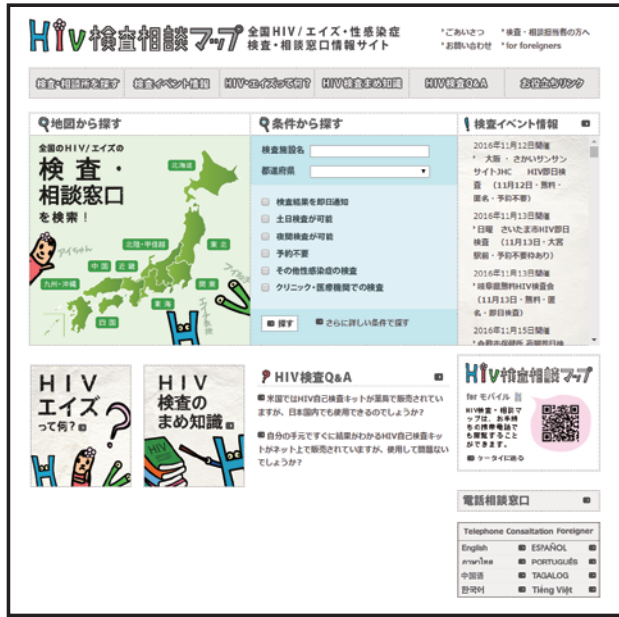 HIV検査相談マップ
全国HIV/エイズ・性感染症
検査・相談窓口情報サイト
ごあいさつ
検査・相談担当者の方へ
お問い合わせ
for foreigners
検査・相談所を探す
検査イベント情報
HIV・エイズって何?
HIV検査まめ知識
HIV検査Q&A
お役立ちリンク
地図から探す
全国のHIV/エイズの
検査・
相談窓口
を検索!
北海道
北陸・甲信越
東北
中国
近畿
九州・沖縄
関東
東海
四国
アイちゃん
条件から探す
検査施設名
都道府県
検査結果を即日通知
土日検査が可能
夜間検査が可能
予約不要
その他性感染症の検査
クリニック・医療機関での検査
探す
さらに詳しい条件で探す
検査イベント情報
2016年11月12日開催
大阪・さかいサンサン
サイトJHC HIV即日検
査 (11月12日・無料・
匿名・予約不要)
2016年11月13日開催
日曜 さいたま市HIV即日
検査 (11月13日・大宮
駅前・予約不要枠あり)
2016年11月13日開催
岐阜県無料HIV検査会
(11月13日・無料・匿
名・即日検査)
2016年11月15日開催
HIV
エイズ
って何?
HIV
検査の
まめ知識
HIV
HIV検査Q&A
米国ではHIV自己検査キットが薬局で販売されてい
ますが、日本国内でも使用できるのでしょうか?
自分の手元ですぐに結果がわかるHIV自己検査キッ
トがネット上で販売されていますが、使用して問題ない
でしょうか?
HIV検査相談マップ
for モバイル
HIV検査・相談マ
ップは、お手持
ちの携帯電話で
も閲覧すること
ができます。
ケータイに送る
電話相談窓口
Telephone Consaltation Foreigner
English
ESPAÑOL
ภาษาไทย
PORTUGUÊS
中国语
TAGALOG
한국어
Tiếng Việt